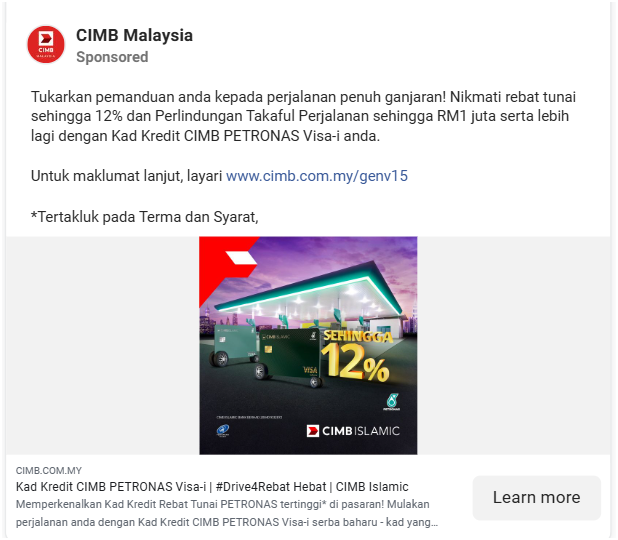 CIMB Malaysia
Sponsored
Tukarkan pemanduan anda kepada perjalanan penuh ganjaran! Nikmati rebat tunai
sehingga 12% dan Perlindungan Takaful Perjalanan sehingga RM1 juta serta lebih
lagi dengan Kad Kredit CIMB PETRONAS Visa-i anda.
Untuk maklumat lanjut, layari www.cimb.com.my/genv15
*Tertakluk pada Terma dan Syarat,
CIMB ISLAMIC
SEHINGGA
12%
VISA
PETRONAS
CIMB ISLAMIC
CIMB.COM.MY
Kad Kredit CIMB PETRONAS Visa-i | #Drive4Rebat Hebat | CIMB Islamic
Memperkenalkan Kad Kredit Rebat Tunai PETRONAS tertinggi* di pasaran! Mulakan
perjalanan anda dengan Kad Kredit CIMB PETRONAS Visa-i serba baharu - kad yang...
Learn more